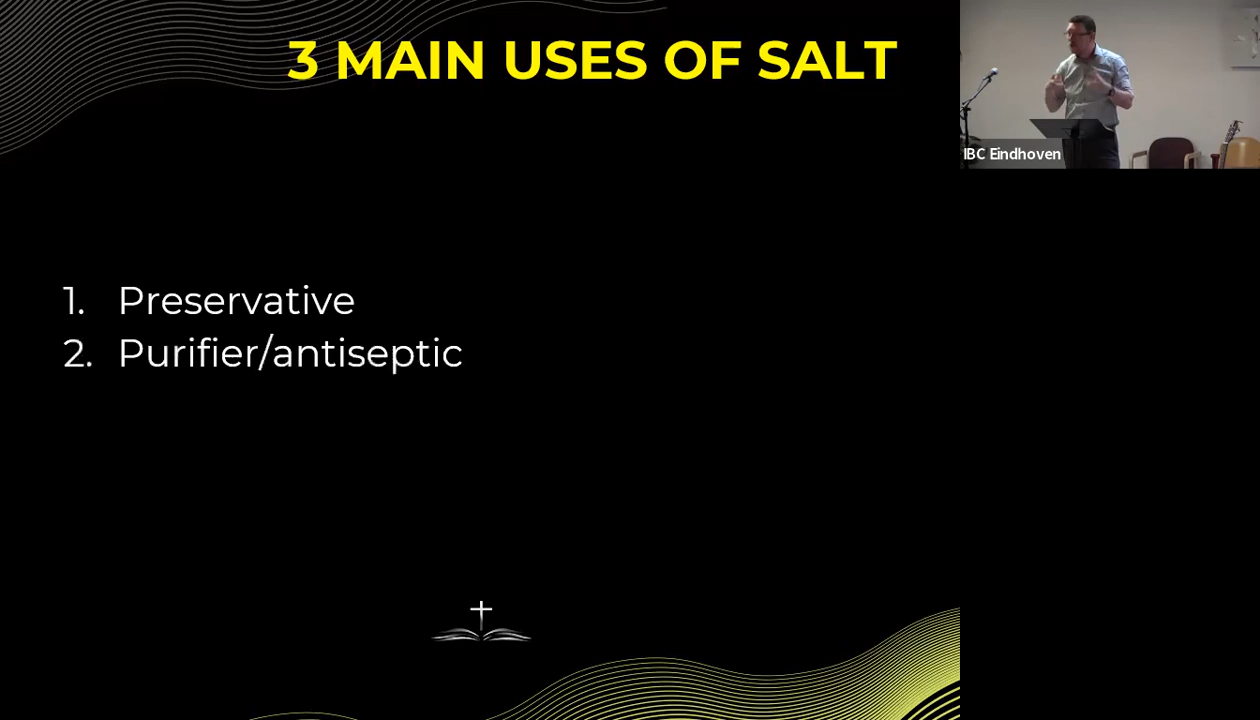 3 MAIN USES OF SALT
IBC Eindhoven
1. Preservative
2. Purifier/antiseptic